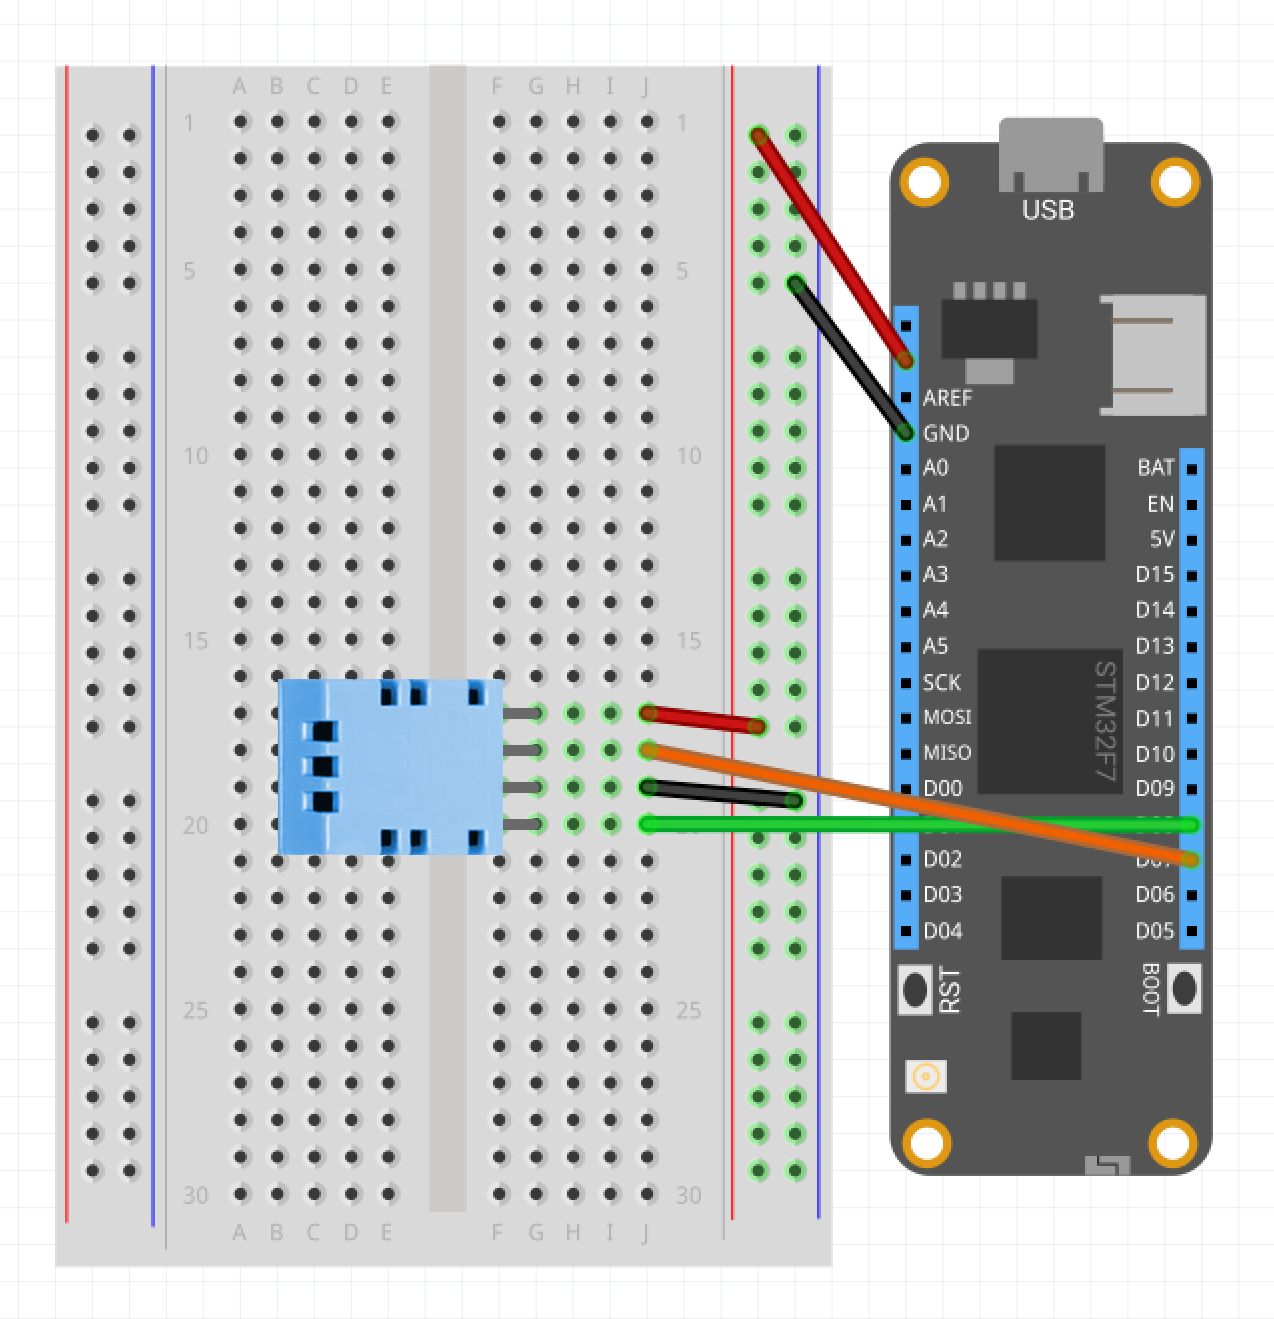 A B C D E F G H I J
1 1
5 5
10 10
15 15
20
25 25
30 30
A B C D E F G H I J
USB
AREF
GND
A0 BAT
A1 EN
A2 5V
A3 D15
A4 D14
A5 D13
SCK D12
MOSI D11
MISO D10
D00 D09
D02
D03 D06
D04 D05
STM32F7
RST
BOOT